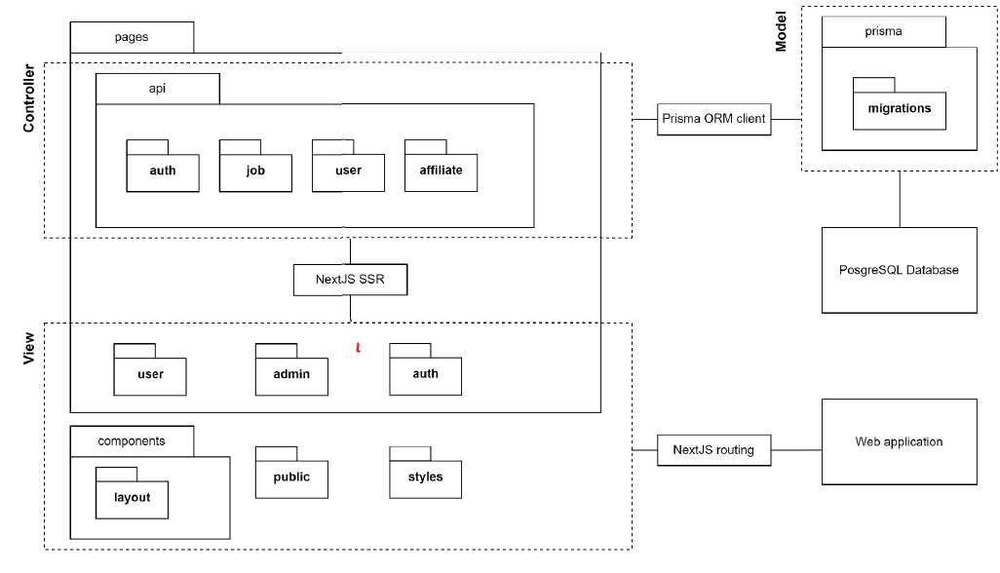 pages
Model
prisma
Controller
api
migrations
Prisma ORM client
auth
job
user
affiliate
NextJS SSR
PosgreSQL Database
View
user
admin
auth
components
NextJS routing
Web application
layout
public
styles